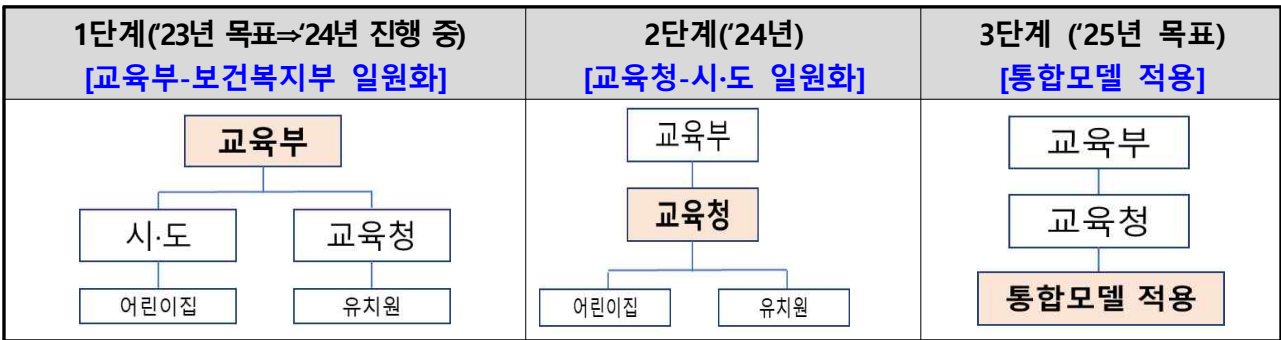 1단계(‘23년 목표⇒‘24년 진행 중)
[교육부-보건복지부 일원화]
교육부
시·도
교육청
어린이집
유치원
2단계(‘24년)
[교육청-시·도 일원화]
교육부
교육청
어린이집
유치원
3단계 (‘25년 목표)
[통합모델 적용]
교육부
교육청
통합모델 적용